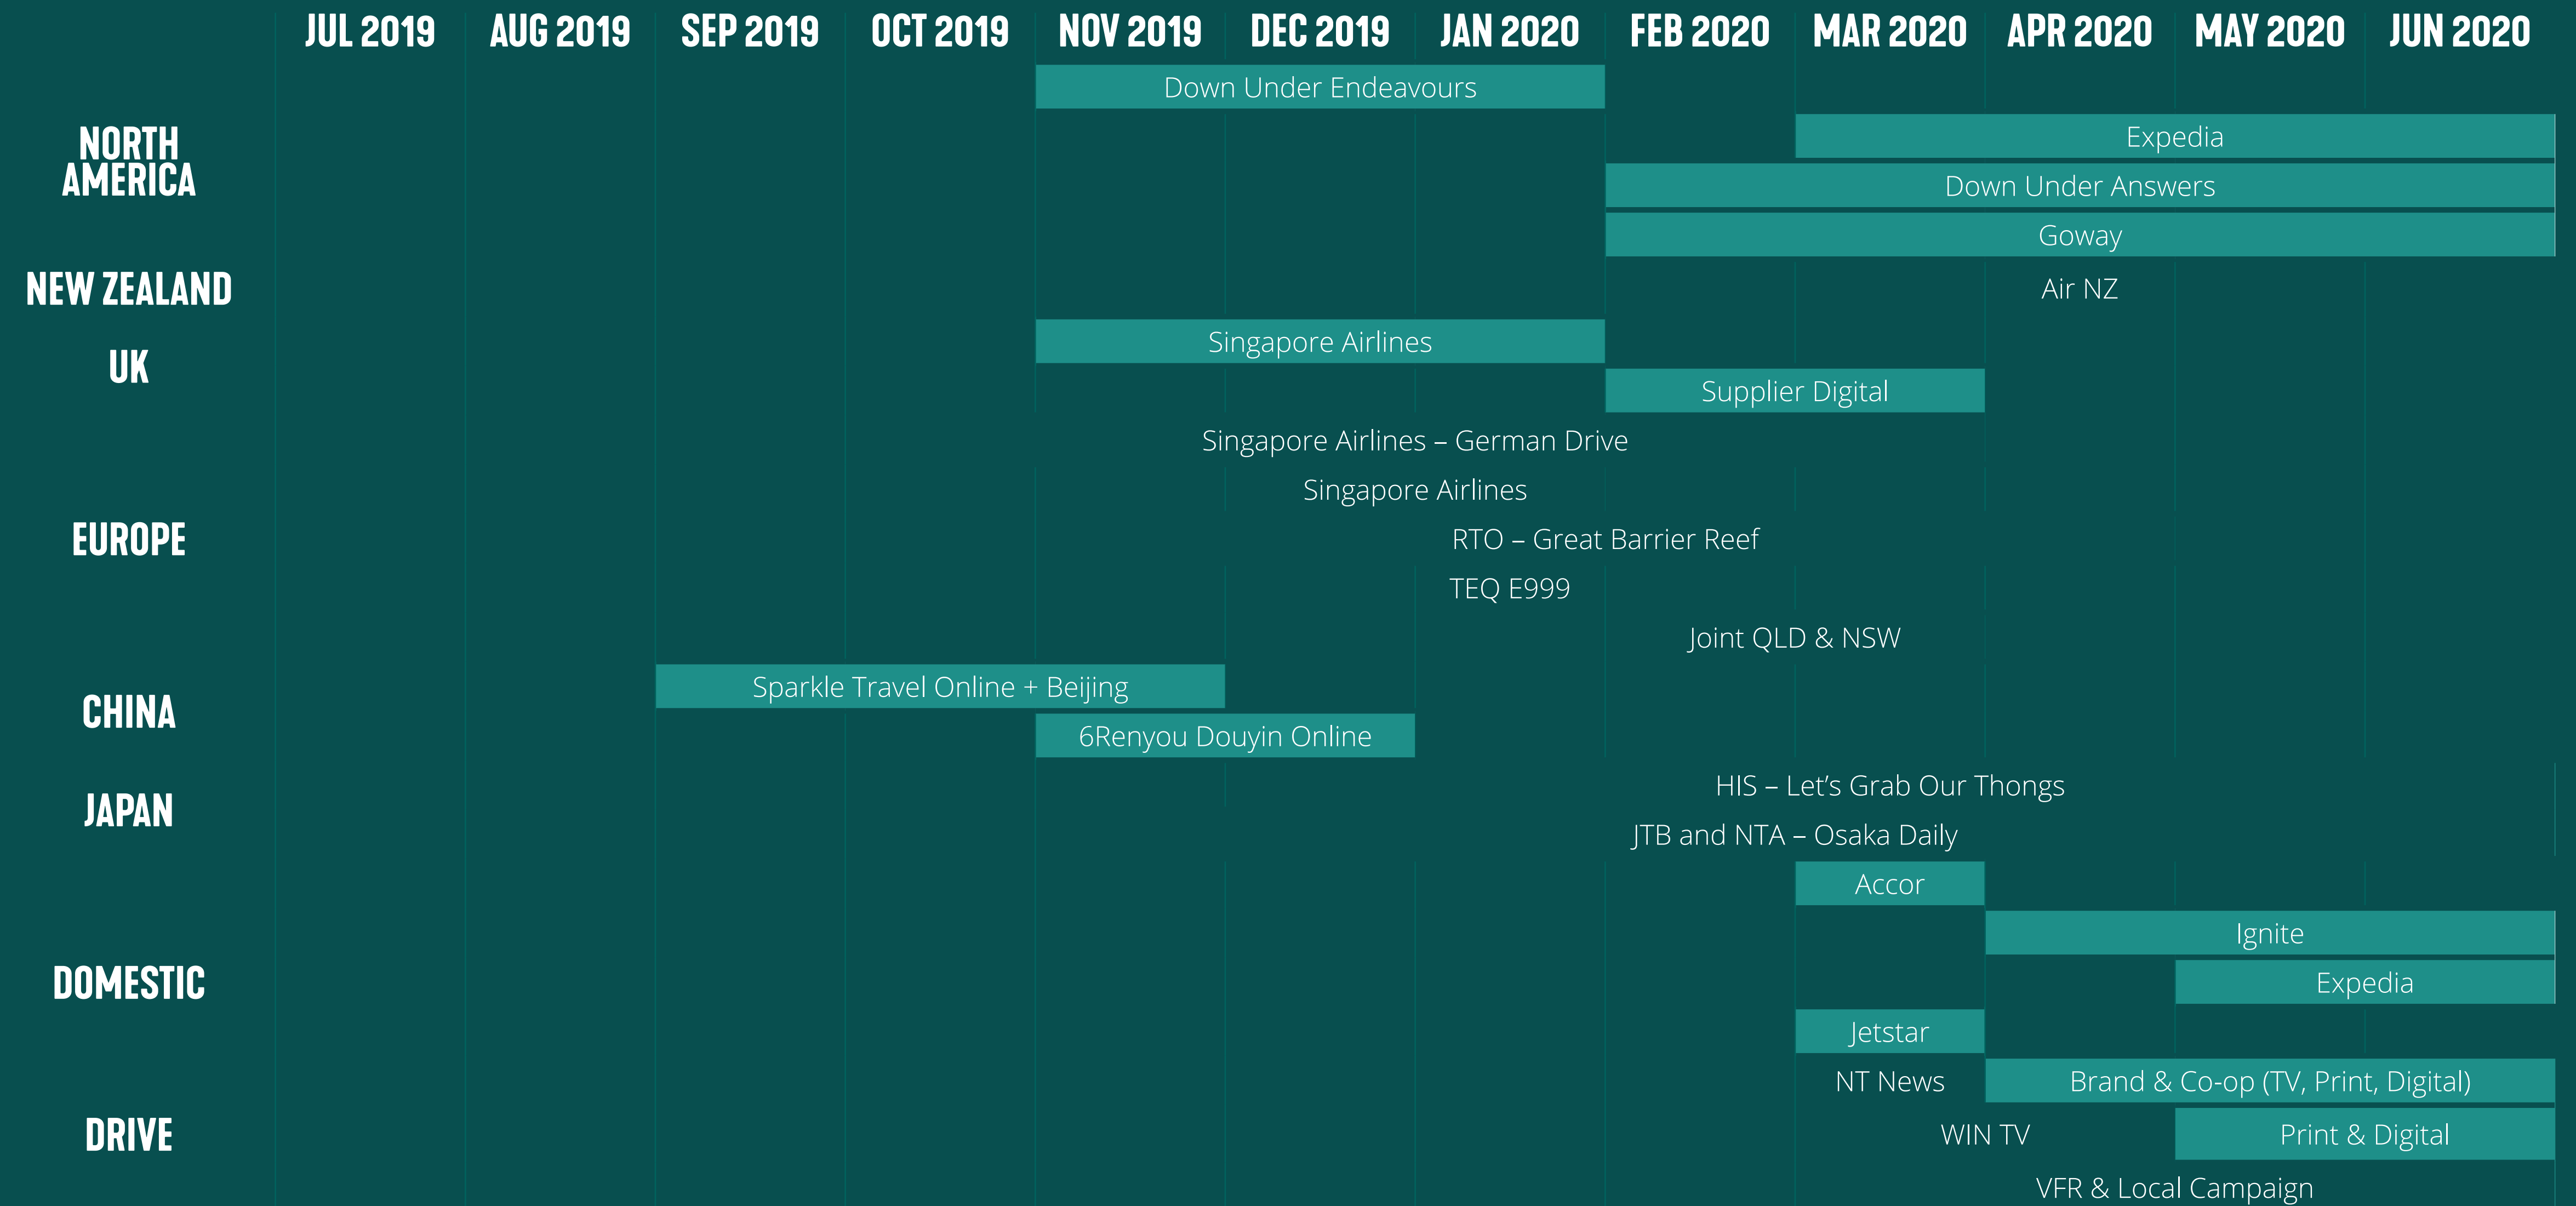 JUL 2019 AUG 2019 SEP 2019 OCT 2019 NOV 2019 DEC 2019 JAN 2020 FEB 2020 MAR 2020 APR 2020 MAY 2020 JUN 2020
NORTH
AMERICA
Down Under Endeavours
Expedia
Down Under Answers
Goway
NEW ZEALAND
Air NZ
UK
Singapore Airlines
Supplier Digital
EUROPE
Singapore Airlines – German Drive
Singapore Airlines
RTO – Great Barrier Reef
TEQ E999
Joint QLD & NSW
CHINA
Sparkle Travel Online + Beijing
6Renyou Douyin Online
JAPAN
HIS – Let’s Grab Our Thongs
JTB and NTA – Osaka Daily
DOMESTIC
Accor
Ignite
Expedia
Jetstar
DRIVE
NT News Brand & Co-op (TV, Print, Digital)
WIN TV Print & Digital
VFR & Local Campaign